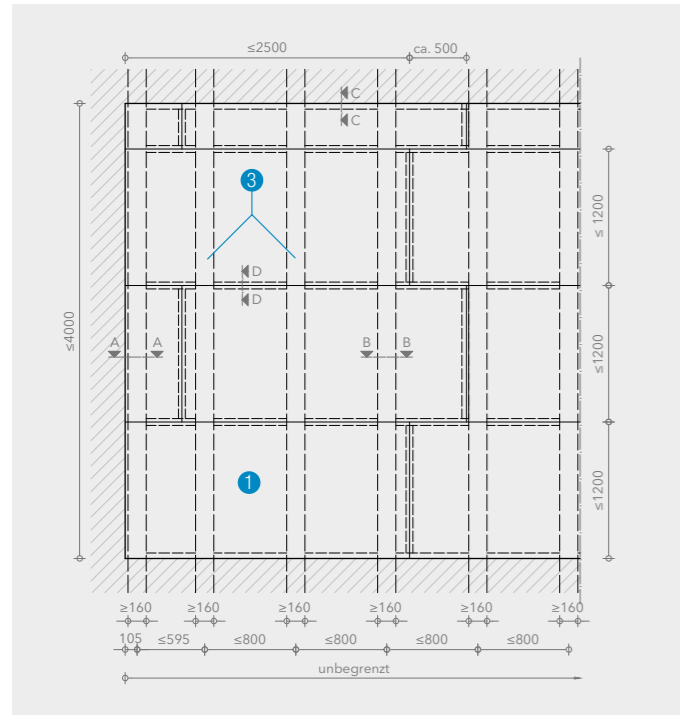 ≤2500 ca. 500
C
C
3
≤ 1200
D
D
≤4000
≤1200
A A B B
1
≤1200
≥160 ≥160 ≥160 ≥160 ≥160 ≥160
105 ≤595 ≤800 ≤800 ≤800 ≤800
unbegrenzt